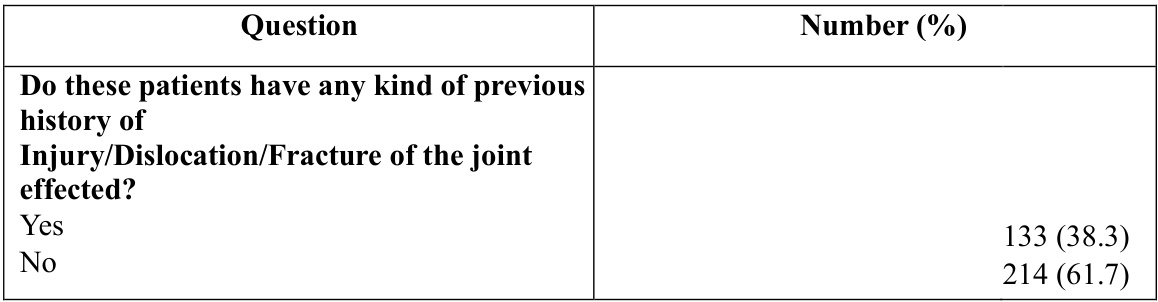 Question Number (%)
Do these patients have any kind of previous
history of
Injury/Dislocation/Fracture of the joint
effected?
Yes 133 (38.3)
No 214 (61.7)